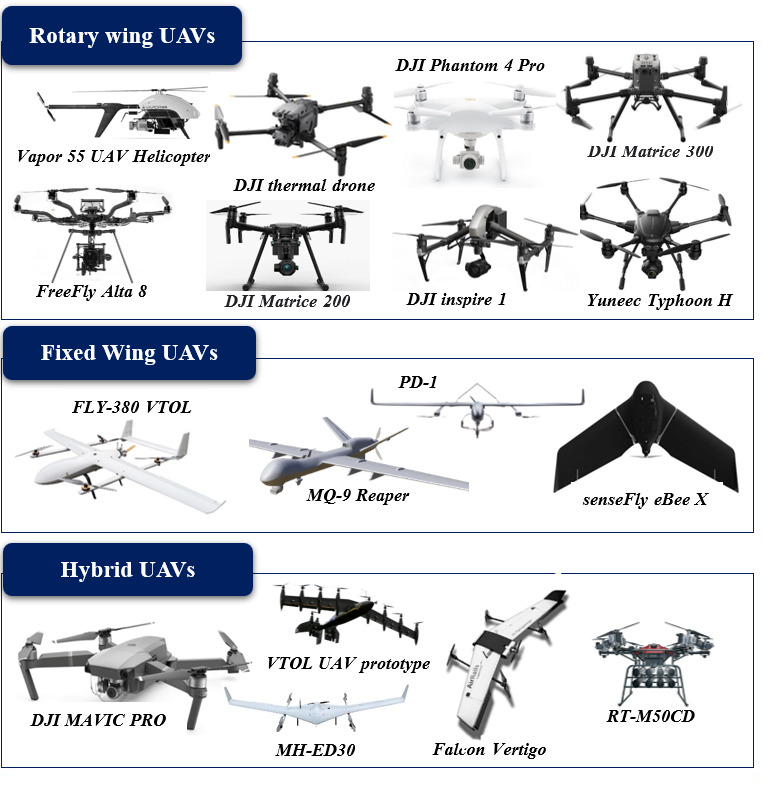 Rotary wing UAVs
DJI Phantom 4 Pro
Vapor 55 UAV Helicopter
DJI thermal drone
DJI Matrice 300
FreeFly Alta 8
DJI Matrice 200
DJI inspire 1
Yuneec Typhoon H
Fixed Wing UAVs
FLY-380 VTOL
PD-1
MQ-9 Reaper
senseFly eBee X
Hybrid UAVs
VTOL UAV prototype
DJI MAVIC PRO
MH-ED30
Falcon Vertigo
RT-M50CD